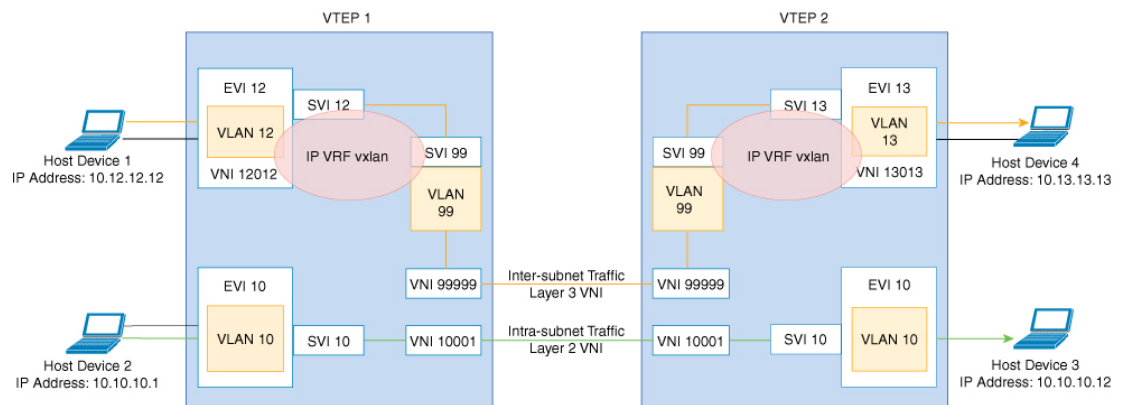 VTEP 1
VTEP 2
EVI 12
VLAN 12
VNI 12012
SVI 12
IP VRF vxlan
SVI 99
VLAN
99
VNI 99999
Host Device 1
IP Address: 10.12.12.12
EVI 10
VLAN 10
SVI 10
VNI 10001
Host Device 2
IP Address: 10.10.10.1
Inter-subnet Traffic
Layer 3 VNI
Intra-subnet Traffic
Layer 2 VNI
SVI 13
EVI 13
VLAN
13
VNI 13013
IP VRF vxlan
SVI 99
VLAN
99
VNI 99999
Host Device 4
IP Address: 10.13.13.13
VNI 10001
SVI 10
EVI 10
VLAN 10
Host Device 3
IP Address: 10.10.10.12